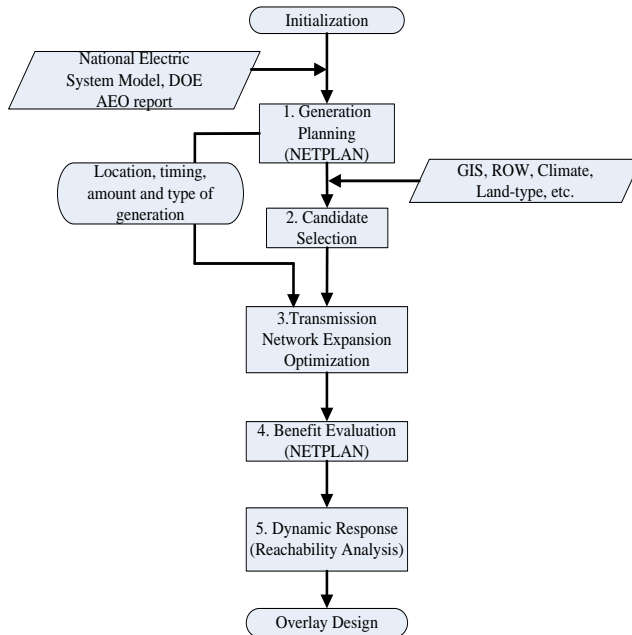 Initialization
National Electric
System Model, DOE
AEO report
1. Generation
Planning
(NETPLAN)
Location, timing,
amount and type of
generation
GIS, ROW, Climate,
Land-type, etc.
2. Candidate
Selection
3.Transmission
Network Expansion
Optimization
4. Benefit Evaluation
(NETPLAN)
5. Dynamic Response
(Reachability Analysis)
Overlay Design